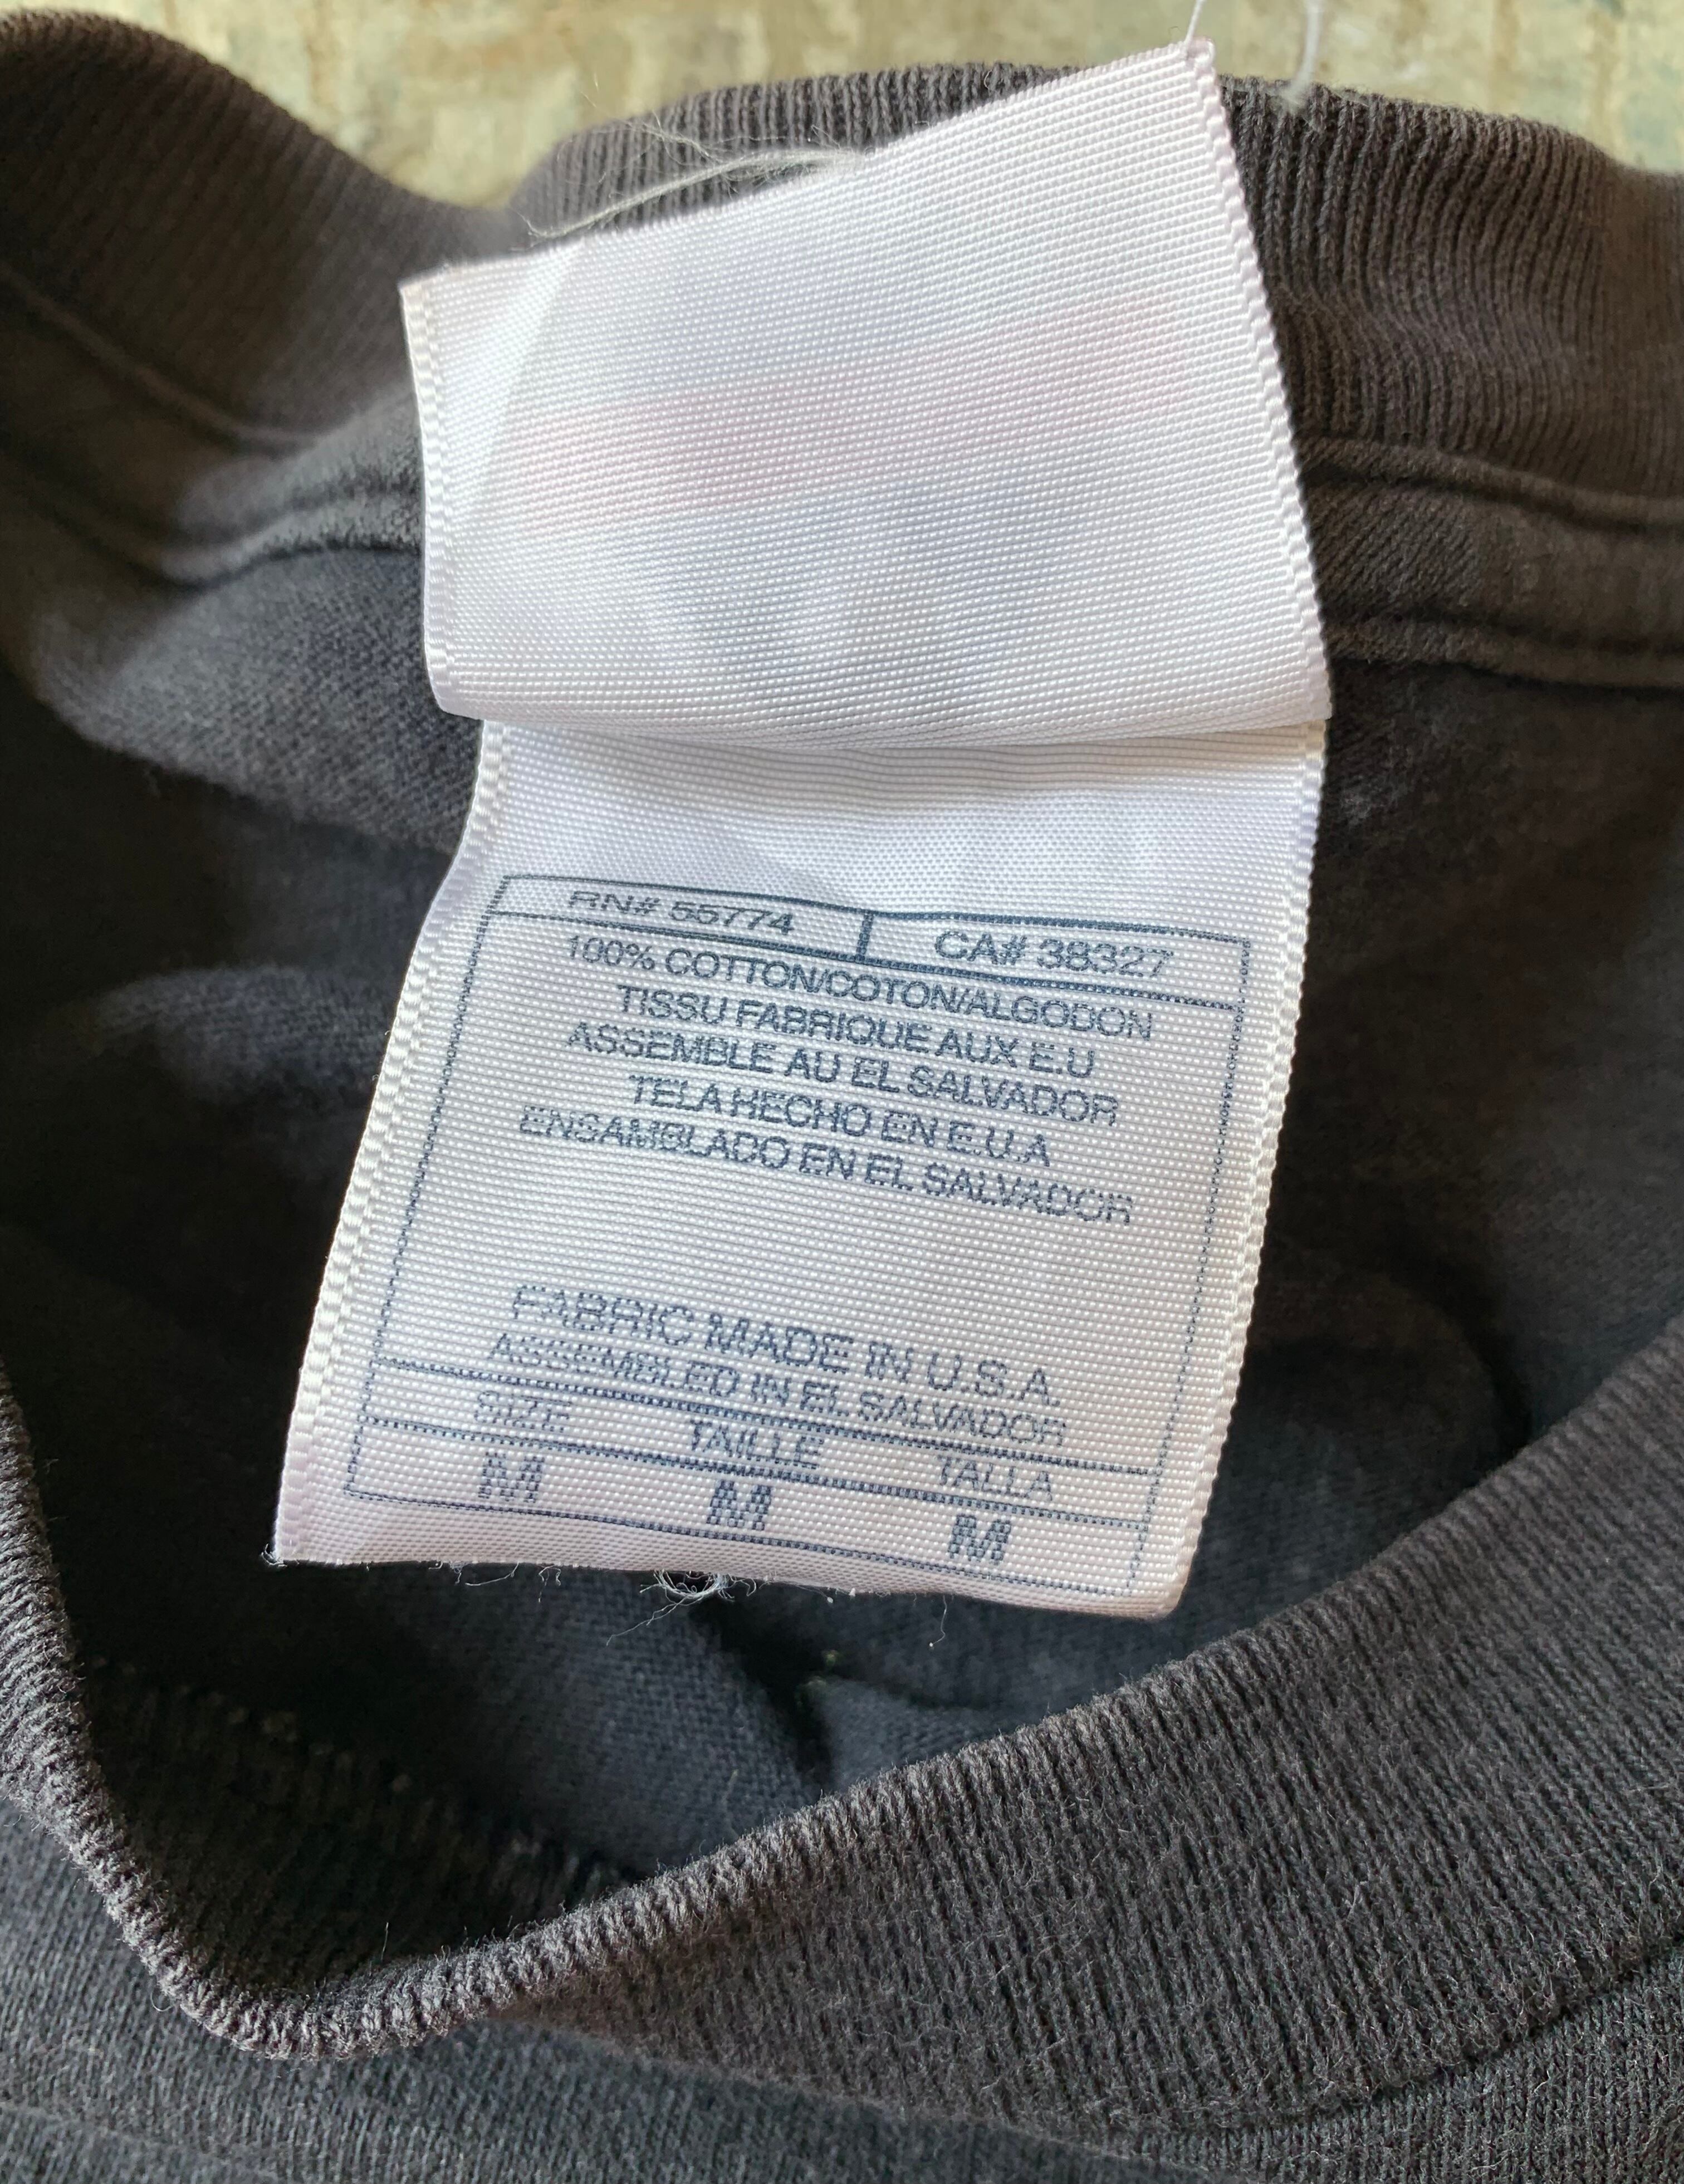 RN# 55774 CA# 38327
100% COTTON/COTON/ALGODON
TISSU FABRIQUE AUX E.U
ASSEMBLE AU EL SALVADOR
TELA HECHO EN E.U.A
ENSAMBLADO EN EL SALVADOR
FABRIC MADE IN U.S.A.
ASSEMBLED IN EL SALVADOR
SIZE TAILLE TALLA
M M M